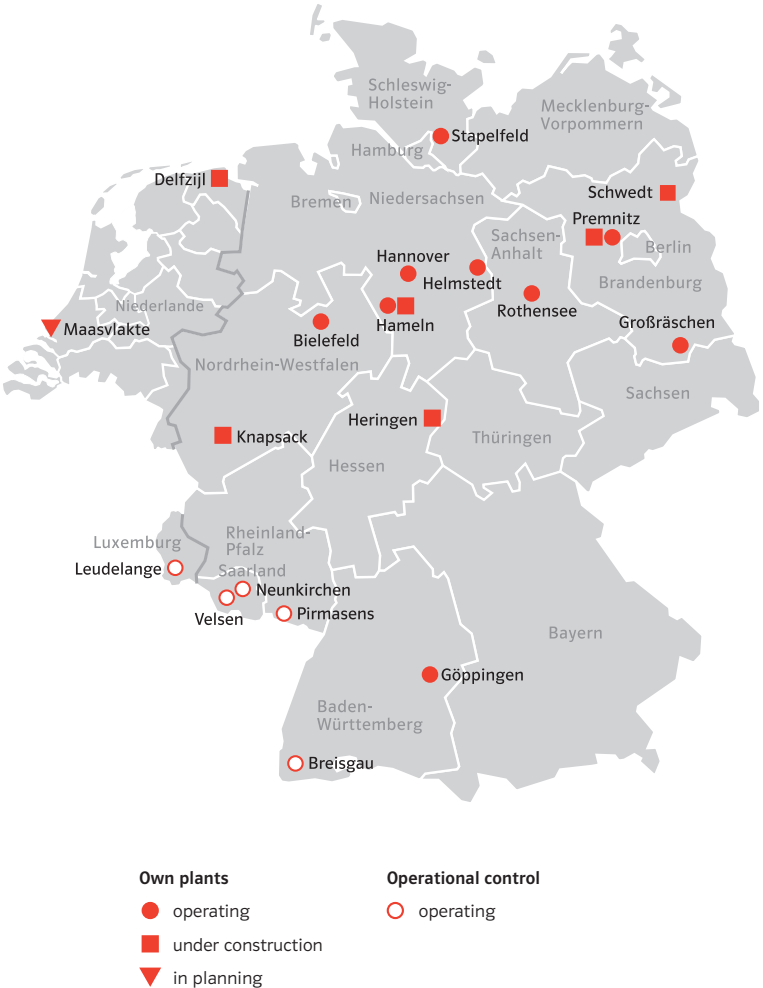 Schleswig-
Holstein
Mecklenburg-
Vorpommern
Stapelfeld
Hamburg
Delfzijl
Schwedt
Bremen
Niedersachsen
Premnitz
Sachsen-
Anhalt
Berlin
Hannover
Helmstedt
Brandenburg
Niederlande
Rothensee
Maasvlakte
Hameln
Großräschen
Bielefeld
Nordrhein-Westfalen
Sachsen
Heringen
Knapsack
Thüringen
Hessen
Luxemburg
Rheinland-
Pfalz
Leudelange
Saarland
Neunkirchen
Velsen
Pirmasens
Bayern
Göppingen
Baden-
Württemberg
Breisgau
Own plants
operating
under construction
in planning
Operational control
operating